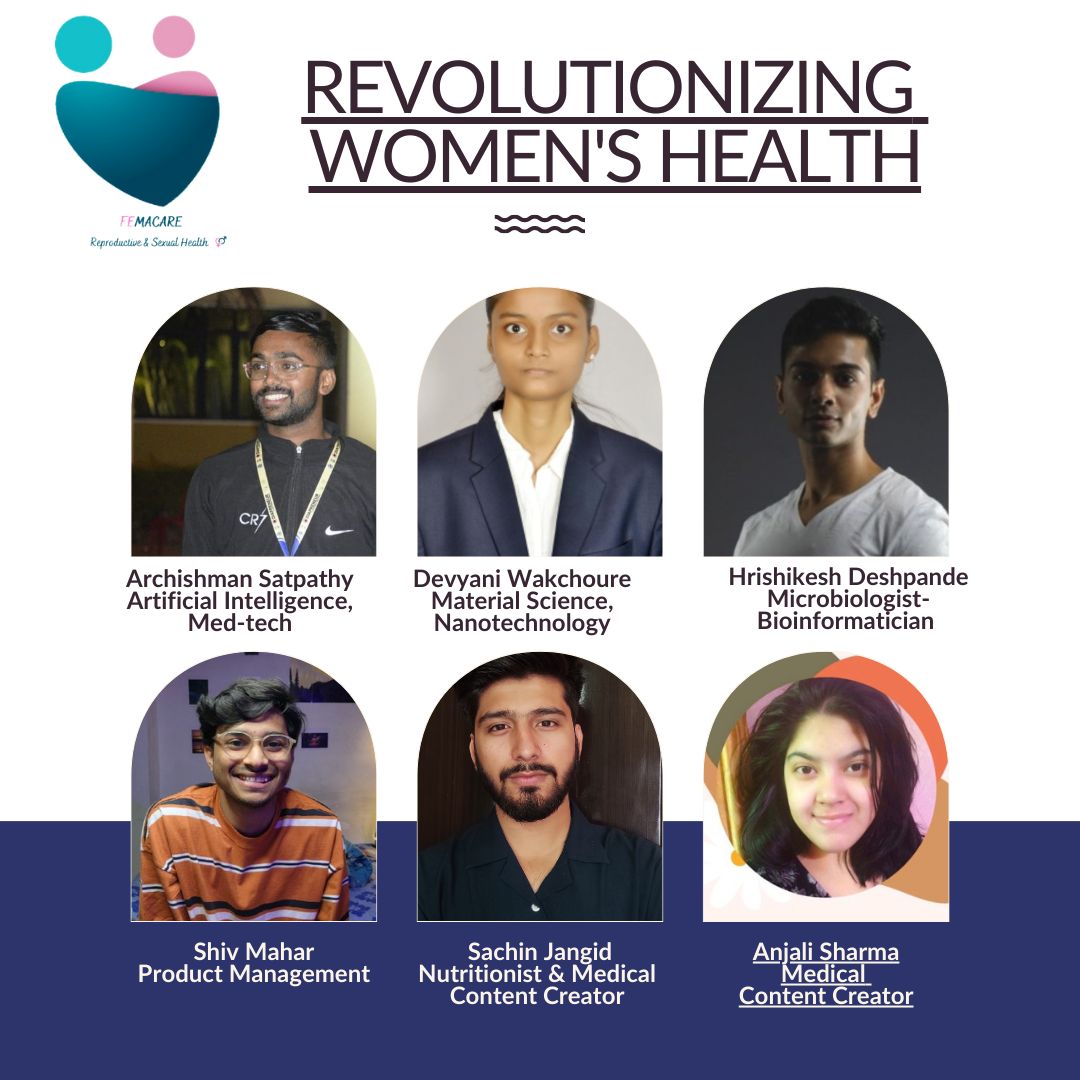 FEMACARE
Reproductive & Sexual Health
REVOLUTIONIZING
WOMEN'S HEALTH
CR7
Archishman Satpathy
Artificial Intelligence,
Med-tech
Devyani Wakchoure
Material Science,
Nanotechnology
Hrishikesh Deshpande
Microbiologist-
Bioinformatician
Shiv Mahar
Product Management
Sachin Jangid
Nutritionist & Medical
Content Creator
Anjali Sharma
Medical
Content Creator